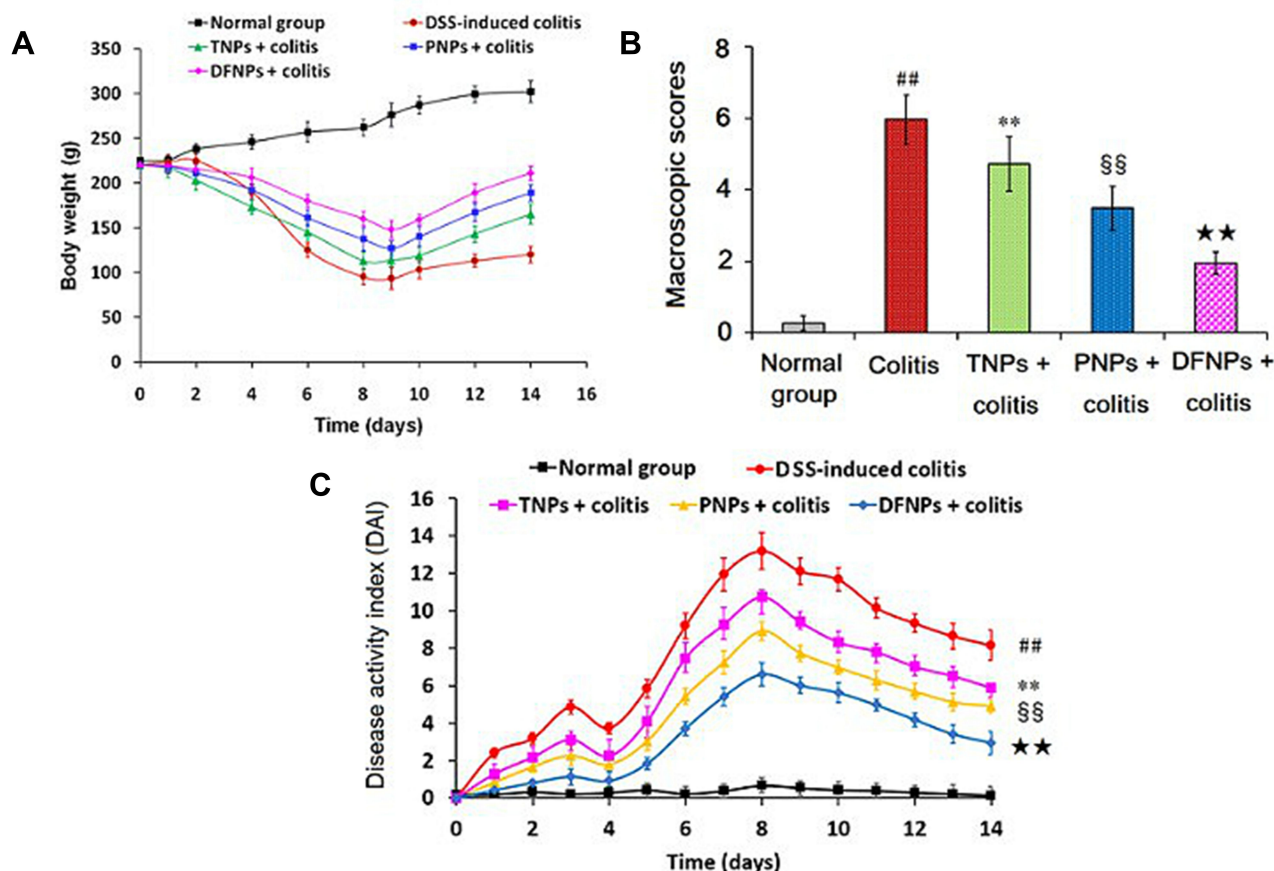 A
Normal group
DSS-induced colitis
TNPs + colitis
PNPs + colitis
DFNPs + colitis
350
300
250
200
150
100
50
0
Body weight (g)
0 2 4 6 8 10 12 14 16
Time (days)
B
8
6
4
2
0
Macroscopic scores
##
**
§§
★★
Normal group
Colitis
TNPs + colitis
PNPs + colitis
DFNPs + colitis
C
Normal group
DSS-induced colitis
TNPs + colitis
PNPs + colitis
DFNPs + colitis
16
14
12
10
8
6
4
2
0
Disease activity index (DAI)
##
**
§§
★★
0 2 4 6 8 10 12 14
Time (days)